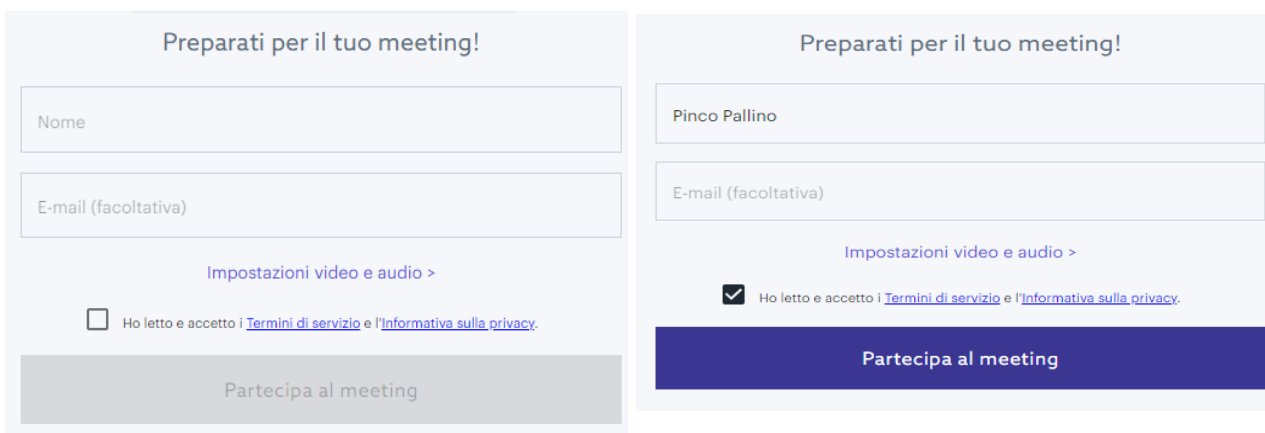 Preparati per il tuo meeting!
Nome
E-mail (facoltativa)
Impostazioni video e audio >
Ho letto e accetto i Termini di servizio e l'Informativa sulla privacy.
Partecipa al meeting
Preparati per il tuo meeting!
Pinco Pallino
E-mail (facoltativa)
Impostazioni video e audio >
Ho letto e accetto i Termini di servizio e l'Informativa sulla privacy.
Partecipa al meeting